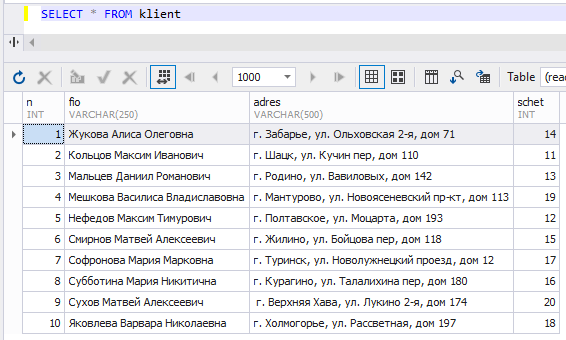 SELECT * FROM klient
1000 Table (rea
n fio adres schet
INT VARCHAR(250) VARCHAR(500) INT
1 Жукова Алиса Олеговна г. Забарье, ул. Ольховская 2-я, дом 71 14
2 Кольцов Максим Иванович г. Шацк, ул. Кучин пер, дом 110 11
3 Мальцев Даниил Романович г. Родино, ул. Вавиловых, дом 142 13
4 Мешкова Василиса Владиславовна г. Мантурово, ул. Новоясеневский пр-кт, дом 113 19
5 Нефедов Максим Тимурович г. Полтавское, ул. Моцарта, дом 193 12
6 Смирнов Матвей Алексеевич г. Жилино, ул. Бойцова пер, дом 118 15
7 Софронова Мария Марковна г. Туринск, ул. Новолужнецкий проезд, дом 12 17
8 Субботина Мария Никитична г. Курагино, ул. Талалихина пер, дом 180 16
9 Сухов Матвей Алексеевич г. Верхняя Хава, ул. Лукино 2-я, дом 174 20
10 Яковлева Варвара Николаевна г. Холмогорье, ул. Рассветная, дом 197 18